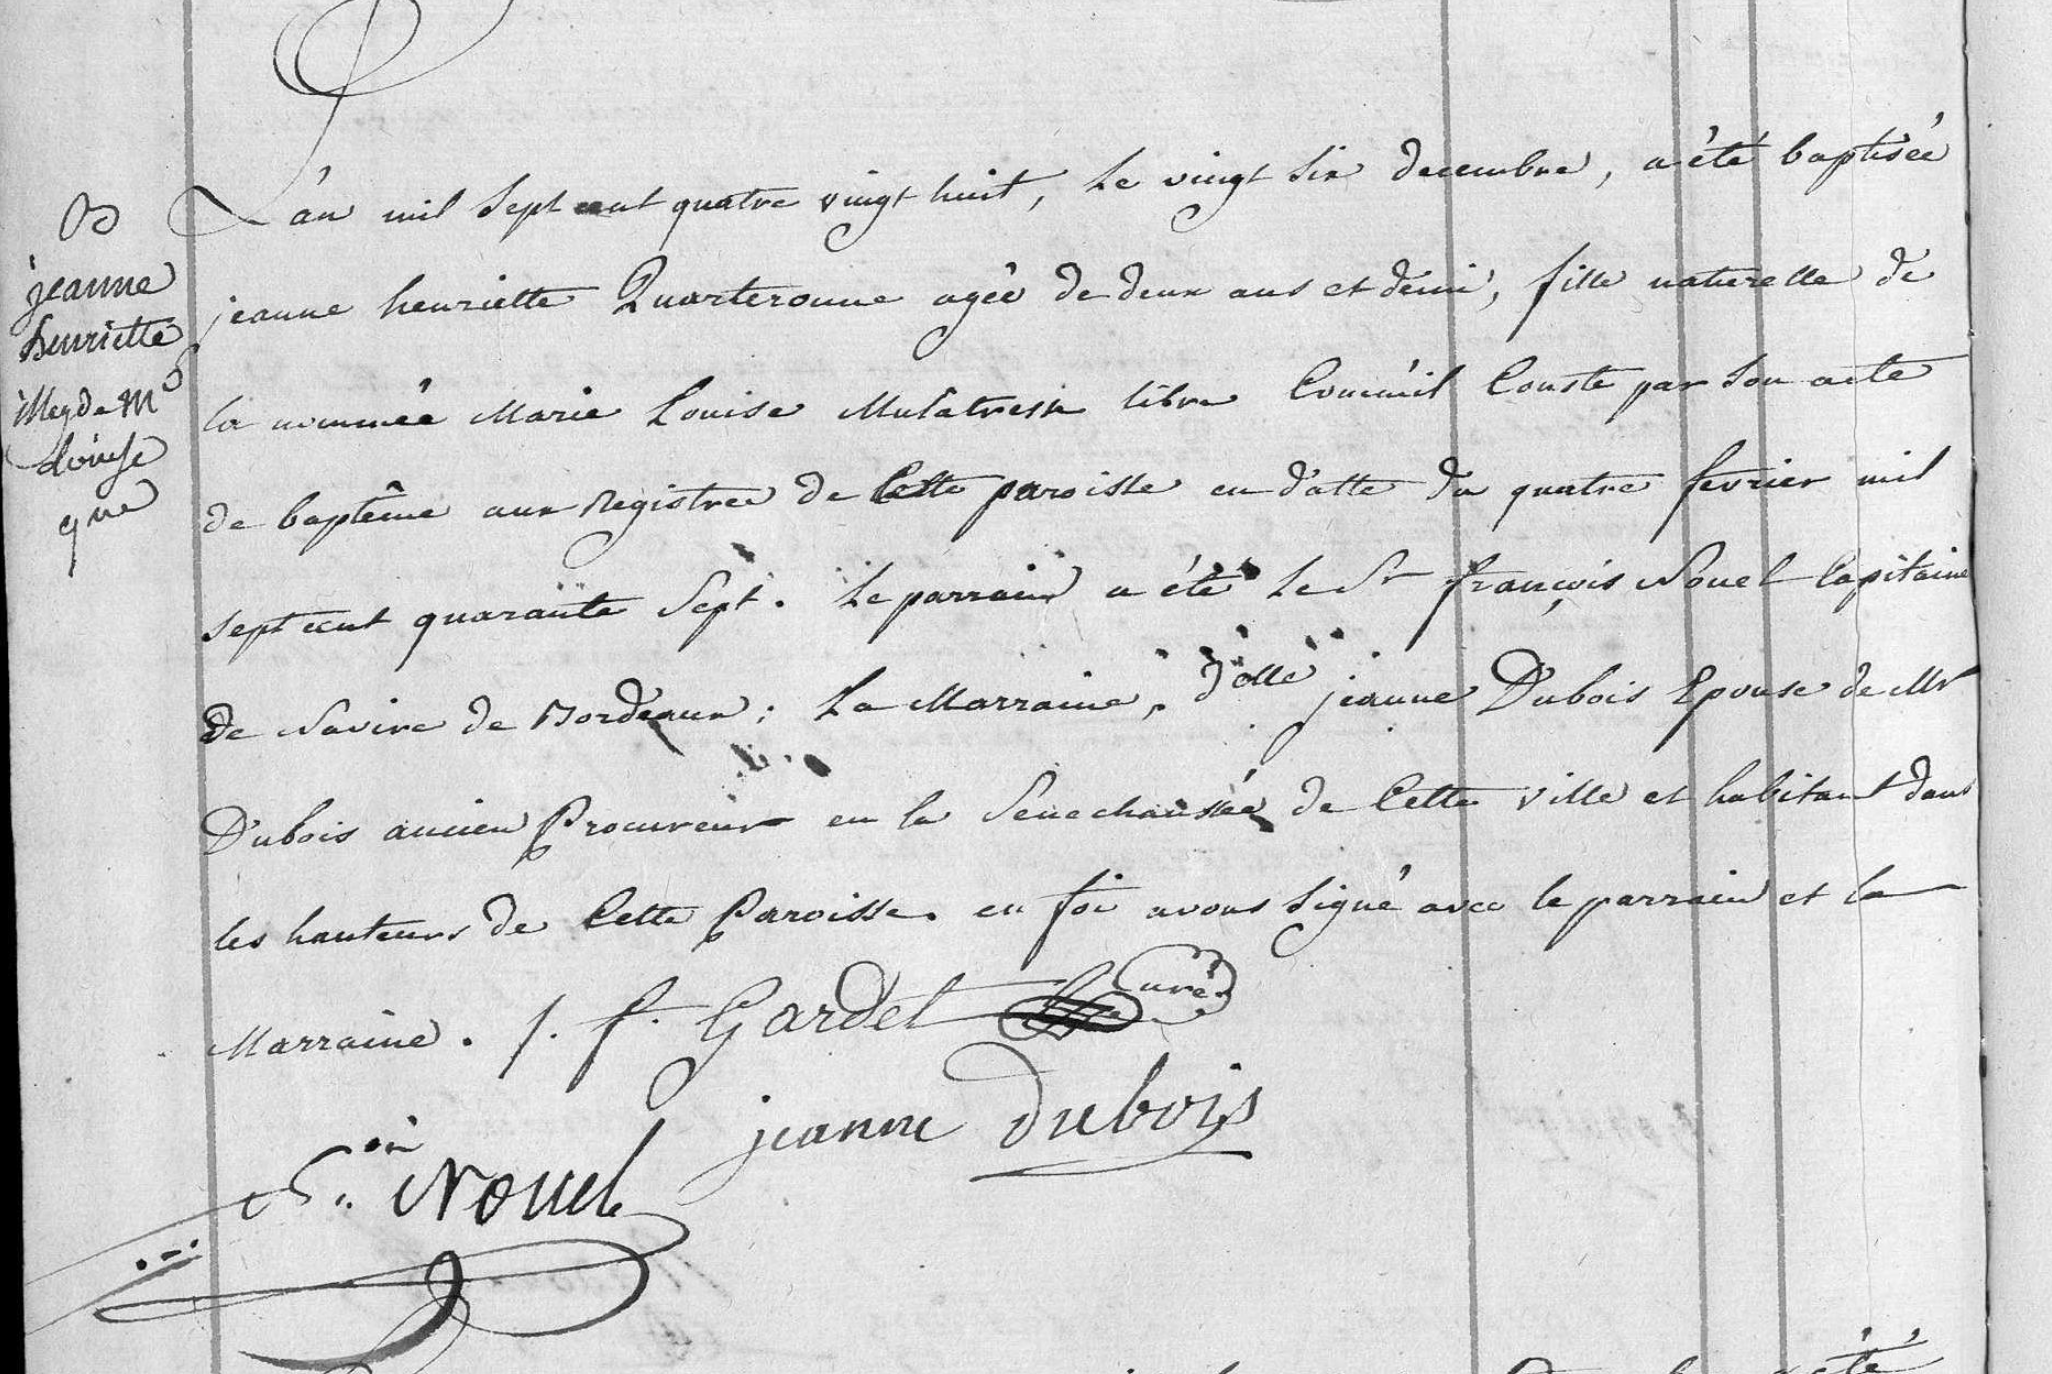 B
jeanne
henriette
illeg de M
Louise
qne
L'an mil Sept cent quatre vingt huit, Le vingt Six decembre, a été baptisée
jeanne henriette Quarteronne agée de deux ans et demi, fille naturelle de
la nommée Marie Louise Mulatresse libre Comm'il Conste par Son acte
de baptême aux Registres de Cette paroisse en datte du quatre fevrier mil
Sept cent quarante Sept. Le parrain a été Le Sr françois Nouel Capitaine
de Navire de Bordeaux; La Marraine, d'elle jeanne Dubois Epouse de Mr
Dubois ancien Procureur en la Senechaussée de Cette ville et habitant dans
les hauteurs de Cette Paroisse. en foi avons Signé avec le parrain et la
Marraine. f. f. Gardel Curé.
jeanne dubois
Nouel